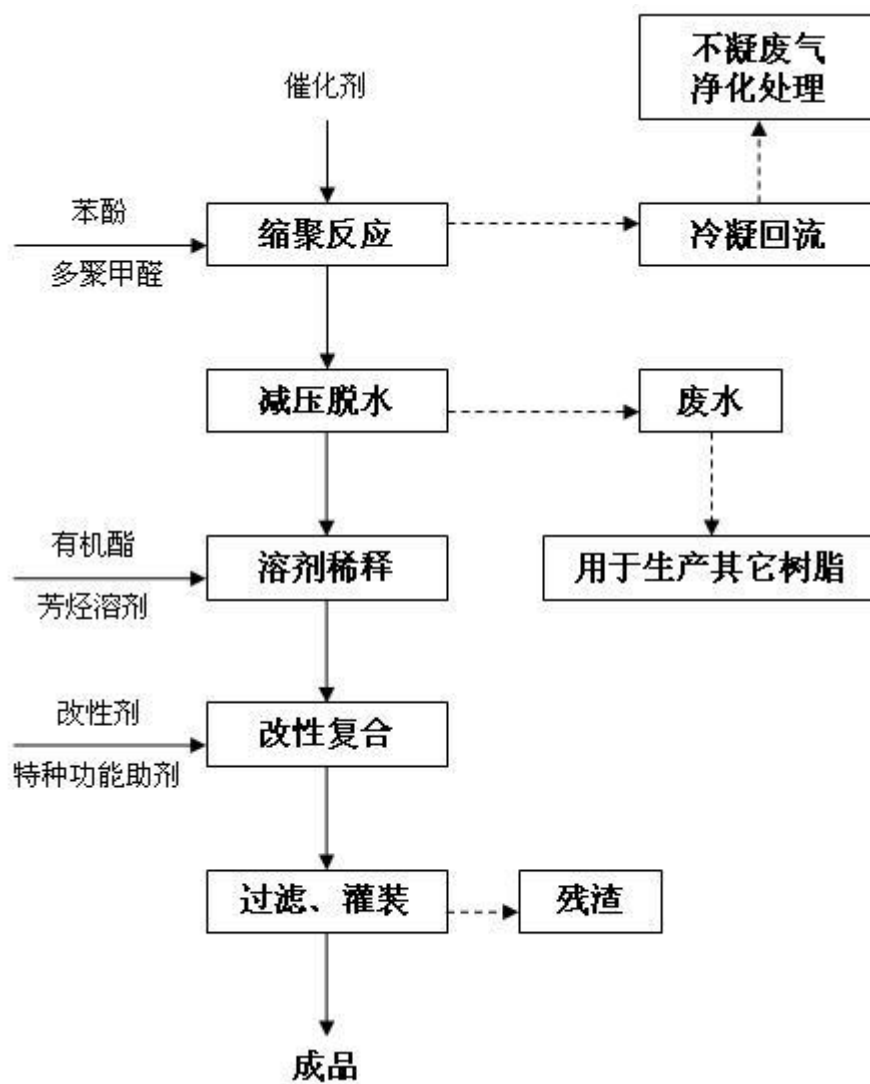 不凝废气
净化处理
催化剂
苯酚
缩聚反应
冷凝回流
多聚甲醛
减压脱水
废水
有机酯
溶剂稀释
用于生产其它树脂
芳烃溶剂
改性剂
改性复合
特种功能助剂
过滤、灌装
残渣
成品